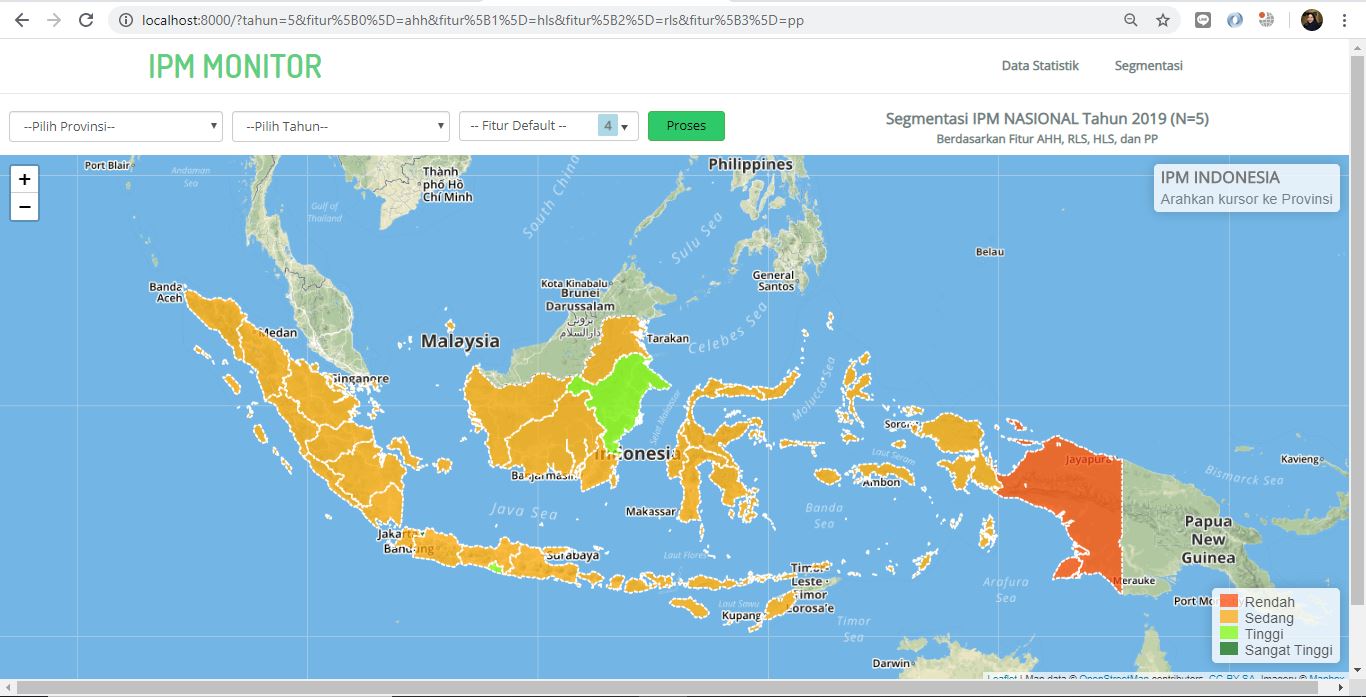 localhost:8000/?tahun=5&fitur%5B0%5D=ahh&fitur%5B1%5D=hls&fitur%5B2%5D=rls&fitur%5B3%5D=pp
IPM MONITOR
Data Statistik
Segmentasi
--Pilih Provinsi--
--Pilih Tahun--
-- Fitur Default --
4
Proses
Segmentasi IPM NASIONAL Tahun 2019 (N=5)
Berdasarkan Fitur AHH, RLS, HLS, dan PP
+
−
IPM INDONESIA
Arahkan kursor ke Provinsi
Port Blair
Andaman
Sea
Thành
phố Hồ
Chí Minh
Gulf of
Thailand
South China
Philippines
Sulu Sea
General
Santos
Belau
Banda
Aceh
Medan
Malaysia
Singapore
Kota Kinabalu
Brunei
Darussalam
بروني
دارالسلام
Tarakan
Celebes Sea
Molucca Sea
Selat Makassar
Indonesia
Banjarmasin
Makassar
Java Sea
Jakarta
Bandung
Surabaya
Laut Flores
Laut Sawu
Kupang
Timor
Leste
Timor
Lorosa'e
Timor
Sea
Laut Seram
Ambon
Banda
Sea
Arafura
Sea
Jayapura
Merauke
Darwin
Papua
New
Guinea
Bismarck Sea
Kavieng
Rendah
Sedang
Tinggi
Sangat Tinggi
Leaflet | Map data © OpenStreetMap contributors, CC-BY-SA, Imagery © Mapbox